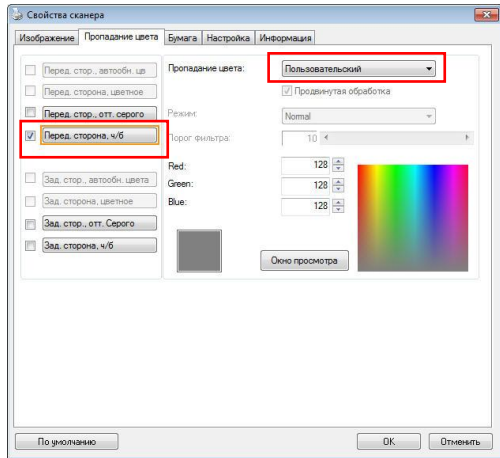 Свойства сканера
Изображение Пропадание цвета Бумага Настройка Информация
Перед. стор., автообн. цв
Перед. сторона, цветное
Перед. стор., отт. серого
Перед. сторона, ч/б
Зад. стор., автообн. цвета
Зад. сторона, цветное
Зад. стор., отт. Серого
Зад. сторона, ч/б
Пропадание цвета: Пользовательский
Продвинутая обработка
Режим: Normal
Порог фильтра: 10
Red: 128
Green: 128
Blue: 128
Окно просмотра
По умолчанию OK Отменить